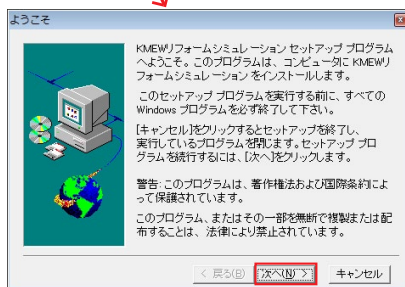 ようこそ
KMEWリフォームシミュレーション セットアップ プログラム
へようこそ。このプログラムは、コンピュータに KMEWリ
フォームシミュレーション をインストールします。
このセットアップ プログラムを実行する前に、すべての
Windows プログラムを必ず終了して下さい。
[キャンセル]をクリックするとセットアップを終了し、
実行しているプログラムを閉じます。セットアップ プロ
グラムを続行するには、[次へ]をクリックします。
警告: このプログラムは、著作権法および国際条約によ
って保護されています。
このプログラム、またはその一部を無断で複製または配
布することは、法律により禁止されています。
< 戻る(B)
次へ(N) >
キャンセル